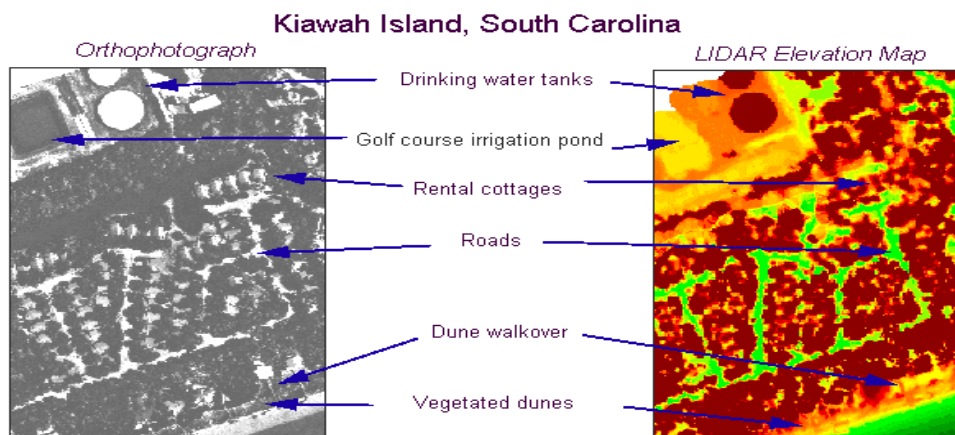 Kiawah Island, South Carolina
Orthophotograph
LIDAR Elevation Map
Drinking water tanks
Golf course irrigation pond
Rental cottages
Roads
Dune walkover
Vegetated dunes